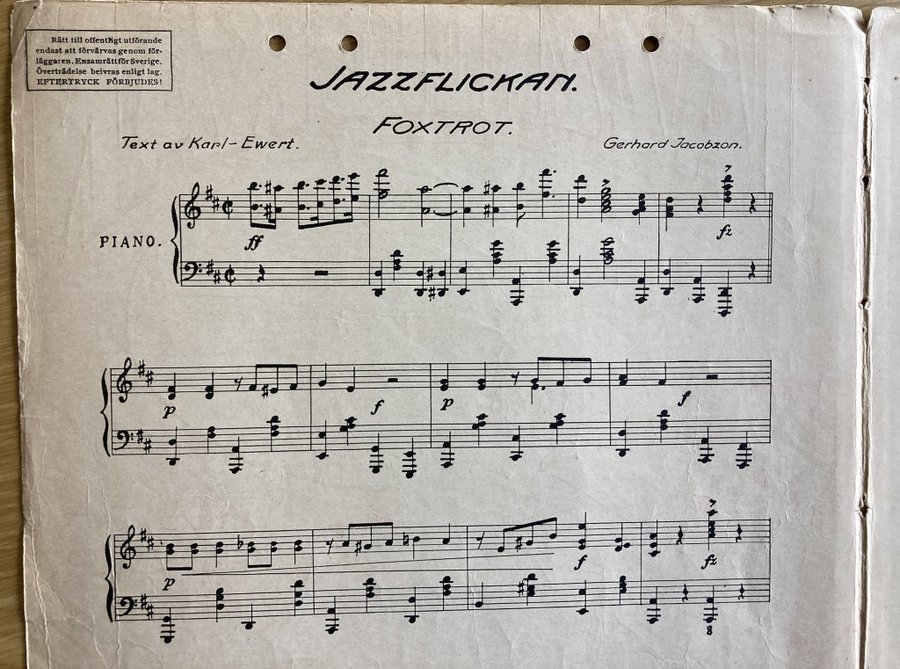 Rätt till offentligt utförande
endast att förvärvas genom för-
läggaren. Ensamrätt för Sverige.
Överträdelse beivras enligt lag.
EFTERTRYCK FÖRBJUDES!
JAZZFLICKAN.
FOXTROT.
Text av Karl-Ewert.
Gerhard Jacobzon.
PIANO.
ff
fz
p
f
p
f
8
p
f
fz
8